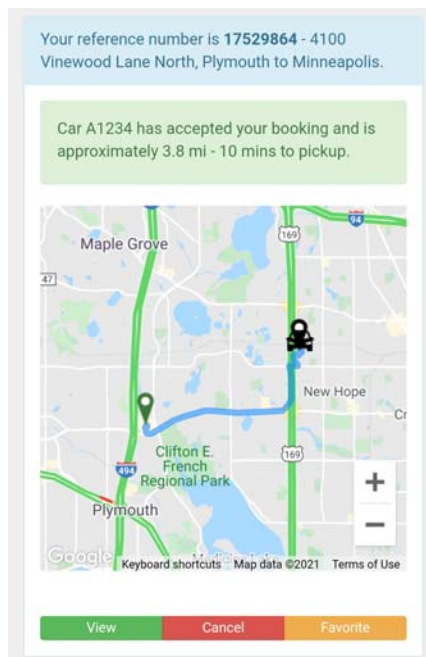 Your reference number is 17529864 - 4100
Vinewood Lane North, Plymouth to Minneapolis.
Car A1234 has accepted your booking and is
approximately 3.8 mi - 10 mins to pickup.
94
169
Maple Grove
47
New Hope
Cr
Clifton E.
French
Regional Park
169
494
Plymouth
+
−
Google
Keyboard shortcuts Map data ©2021 Terms of Use
View Cancel Favorite